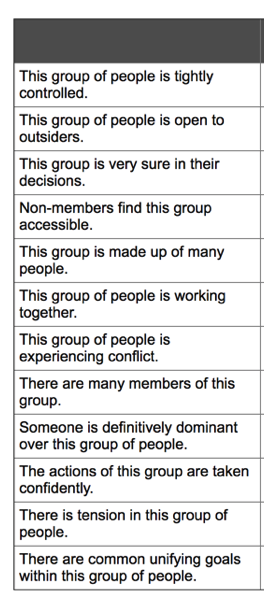 This group of people is tightly
controlled.
This group of people is open to
outsiders.
This group is very sure in their
decisions.
Non-members find this group
accessible.
This group is made up of many
people.
This group of people is working
together.
This group of people is
experiencing conflict.
There are many members of this
group.
Someone is definitively dominant
over this group of people.
The actions of this group are taken
confidently.
There is tension in this group of
people.
There are common unifying goals
within this group of people.